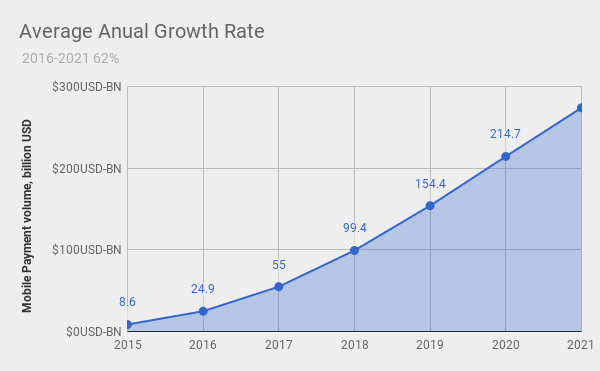 Average Anual Growth Rate
2016-2021 62%
Mobile Payment volume, billion USD
$300USD-BN
$200USD-BN
$100USD-BN
$0USD-BN
8.6
24.9
55
99.4
154.4
214.7
2015 2016 2017 2018 2019 2020 2021